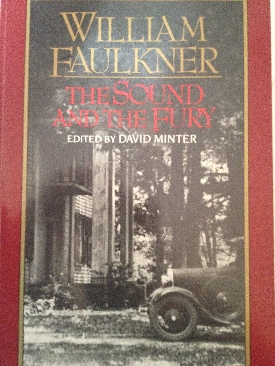 WILLIAM
FAULKNER
THE SOUND
AND THE FURY
EDITED BY DAVID MINTER